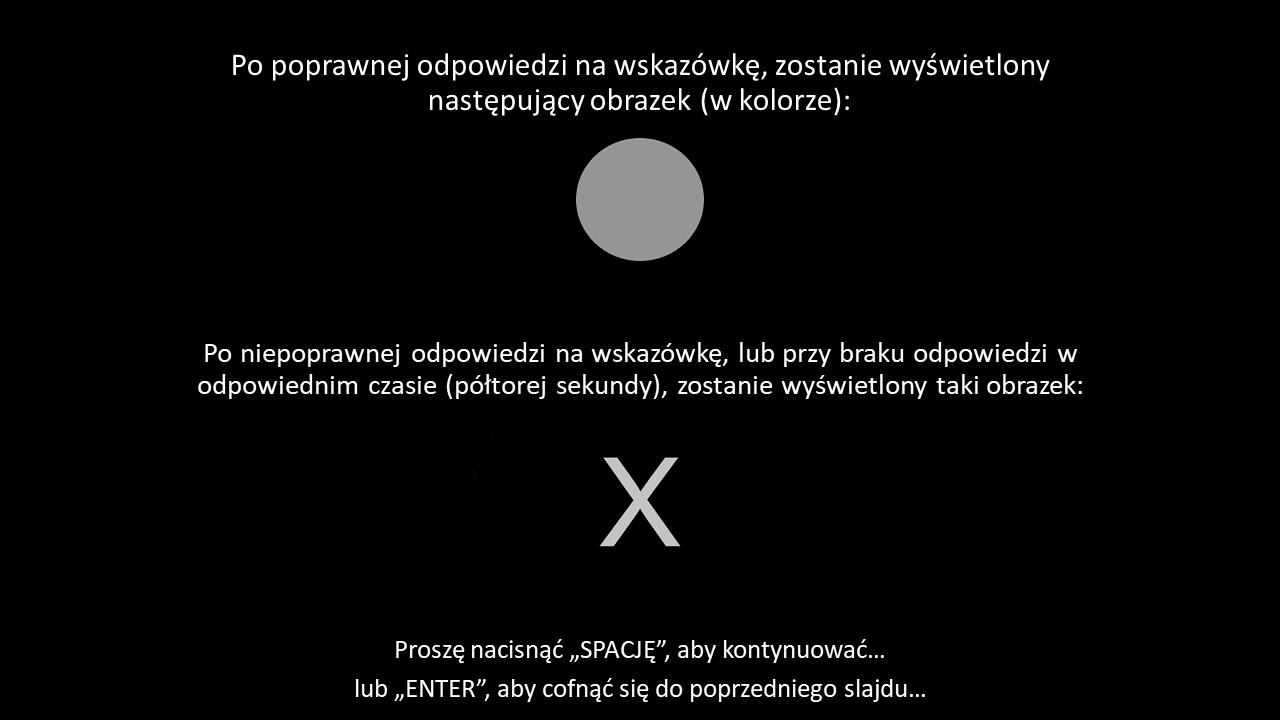 Po poprawnej odpowiedzi na wskazówkę, zostanie wyświetlony
następujący obrazek (w kolorze):
Po niepoprawnej odpowiedzi na wskazówkę, lub przy braku odpowiedzi w
odpowiednim czasie (półtorej sekundy), zostanie wyświetlony taki obrazek:
X
Proszę nacisnąć „SPACJĘ”, aby kontynuować…
lub „ENTER”, aby cofnąć się do poprzedniego slajdu…